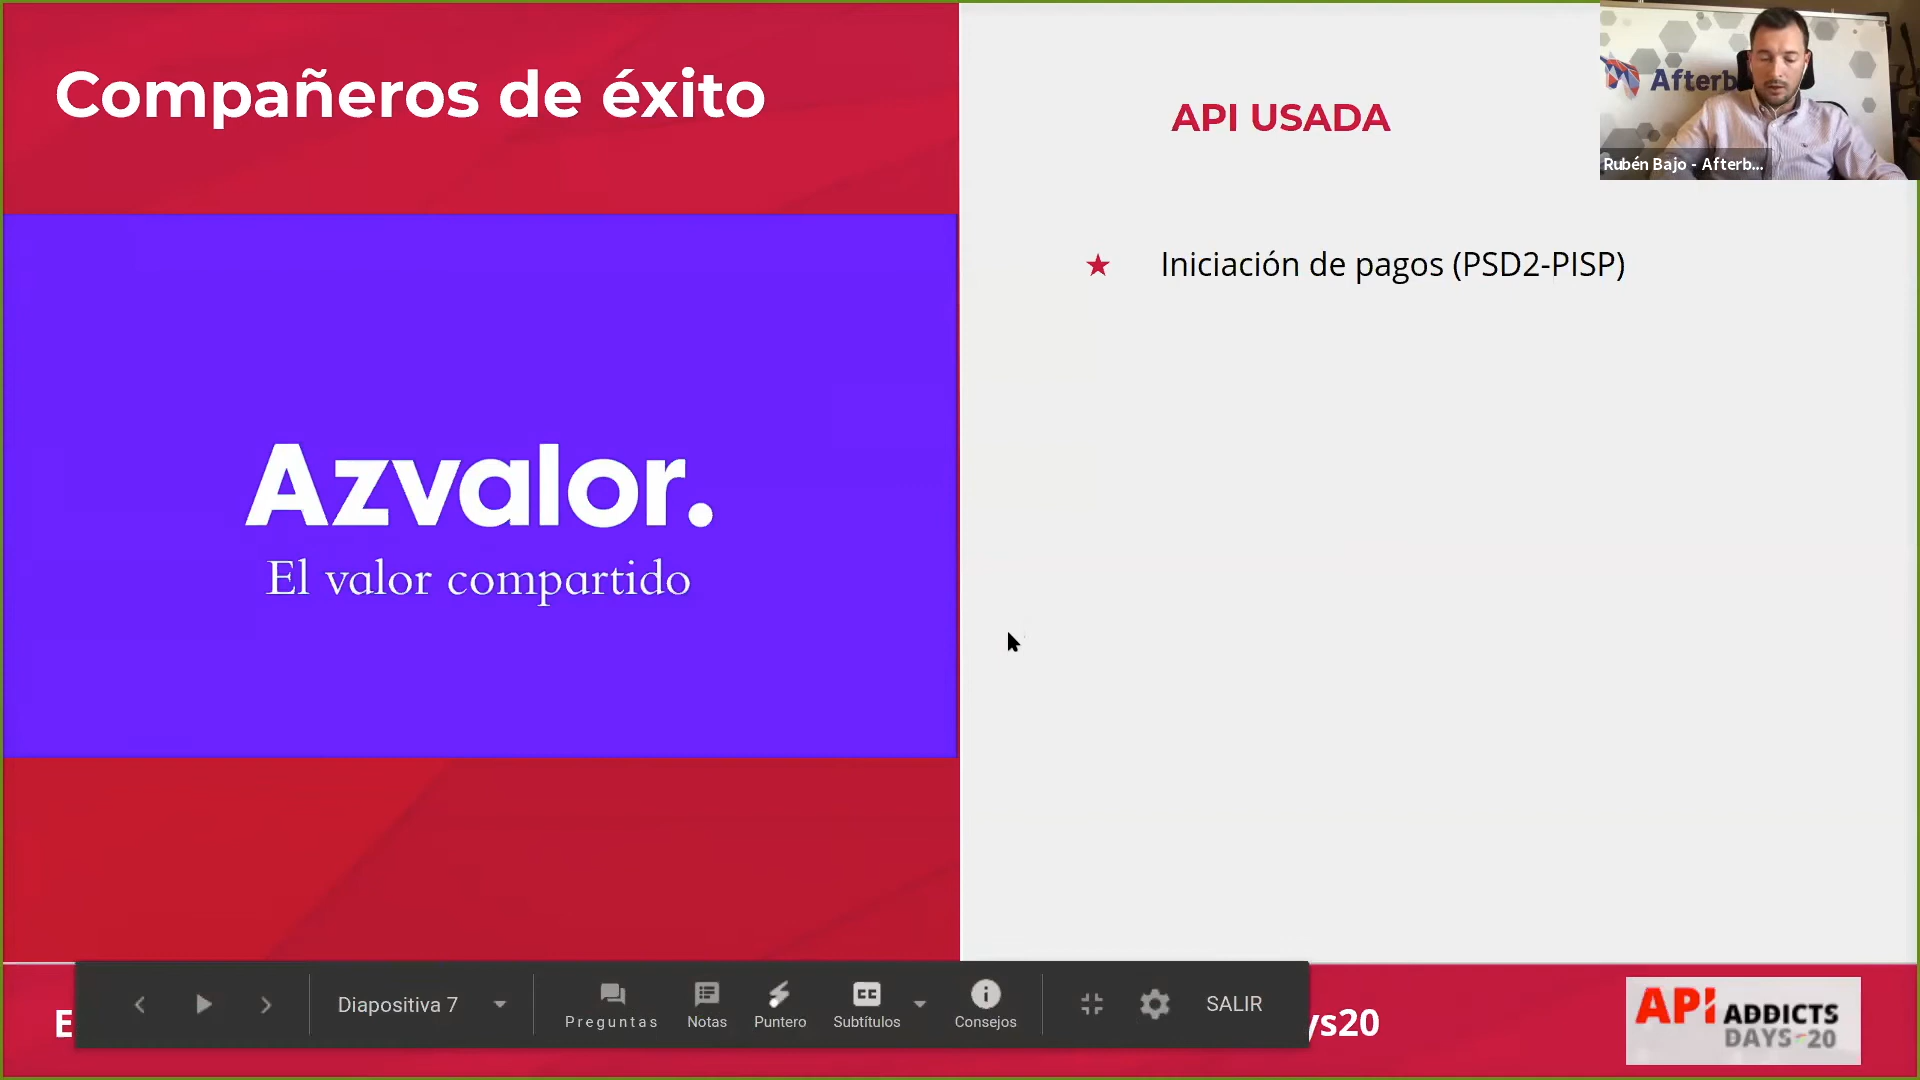 Compañeros de éxito
API USADA
Afterb
Rubén Bajo - Afterb...
★ Iniciación de pagos (PSD2-PISP)
Azvalor.
El valor compartido
Diapositiva 7
Preguntas
Notas
Puntero
CC
Subtítulos
Consejos
SALIR
E
ys20
API ADDICTS
DAYS 20